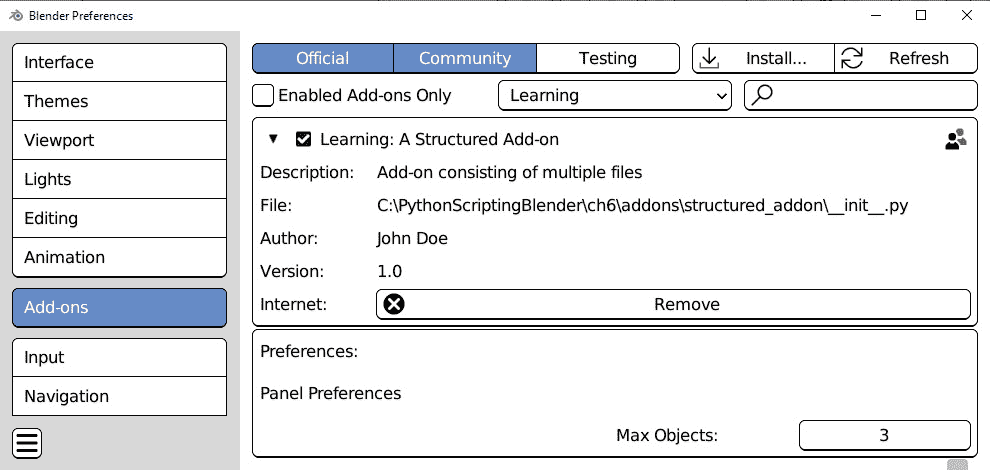 Blender Preferences
Interface
Themes
Viewport
Lights
Editing
Animation
Add-ons
Input
Navigation
Official Community Testing Install... Refresh
Enabled Add-ons Only Learning
Learning: A Structured Add-on
Description: Add-on consisting of multiple files
File: C:\PythonScriptingBlender\ch6\addons\structured_addon\__init__.py
Author: John Doe
Version: 1.0
Internet: Remove
Preferences:
Panel Preferences
Max Objects: 3